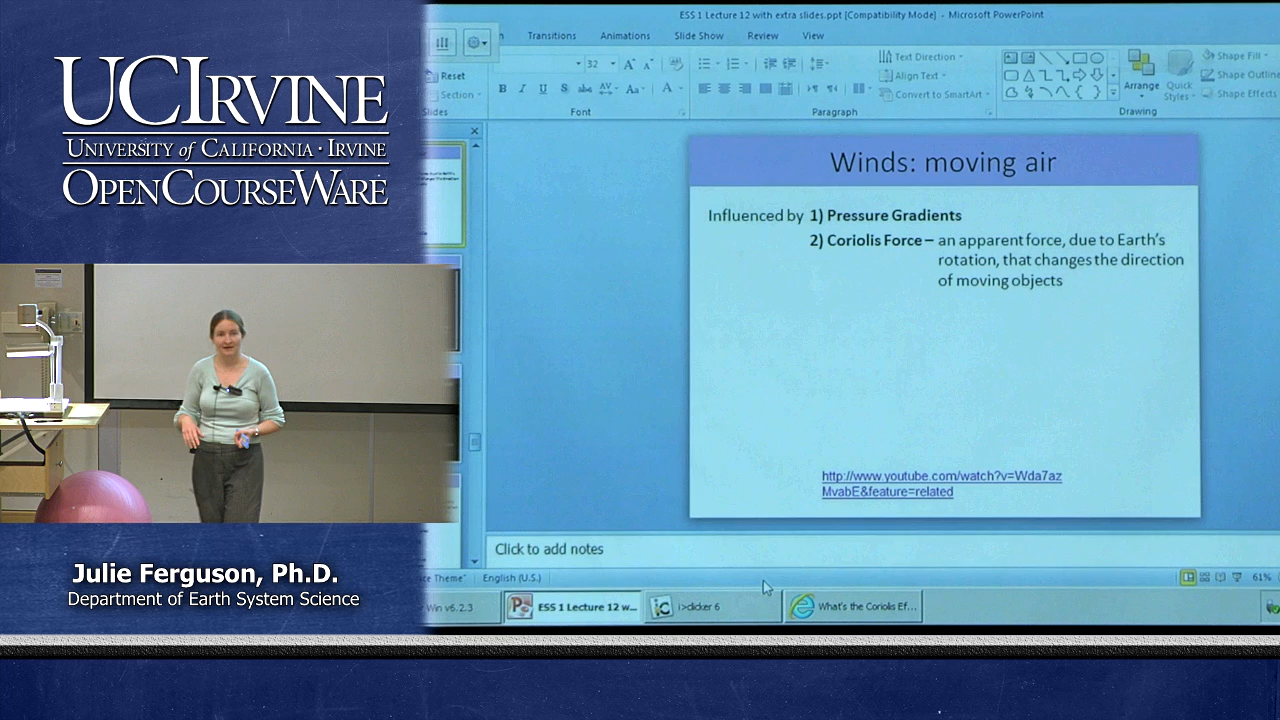 UCIRVINE
UNIVERSITY of CALIFORNIA · IRVINE
OPENCOURSEWARE
Julie Ferguson, Ph.D.
Department of Earth System Science
ESS 1 Lecture 12 with extra slides.ppt [Compatibility Mode] - Microsoft PowerPoint
Transitions Animations Slide Show Review View
Reset
Section
32
Text Direction
Align Text
Convert to SmartArt
Arrange
Quick
Styles
Shape Fill
Shape Outline
Shape Effects
Font
Paragraph
Drawing
Winds: moving air
Influenced by 1) Pressure Gradients
2) Coriolis Force – an apparent force, due to Earth's
rotation, that changes the direction
of moving objects
http://www.youtube.com/watch?v=Wda7az
MvabE&feature=related
Click to add notes
English (U.S.)
61%
Win v6.2.3
ESS 1 Lecture 12 w...
i>clicker 6
What's the Coriolis Ef...